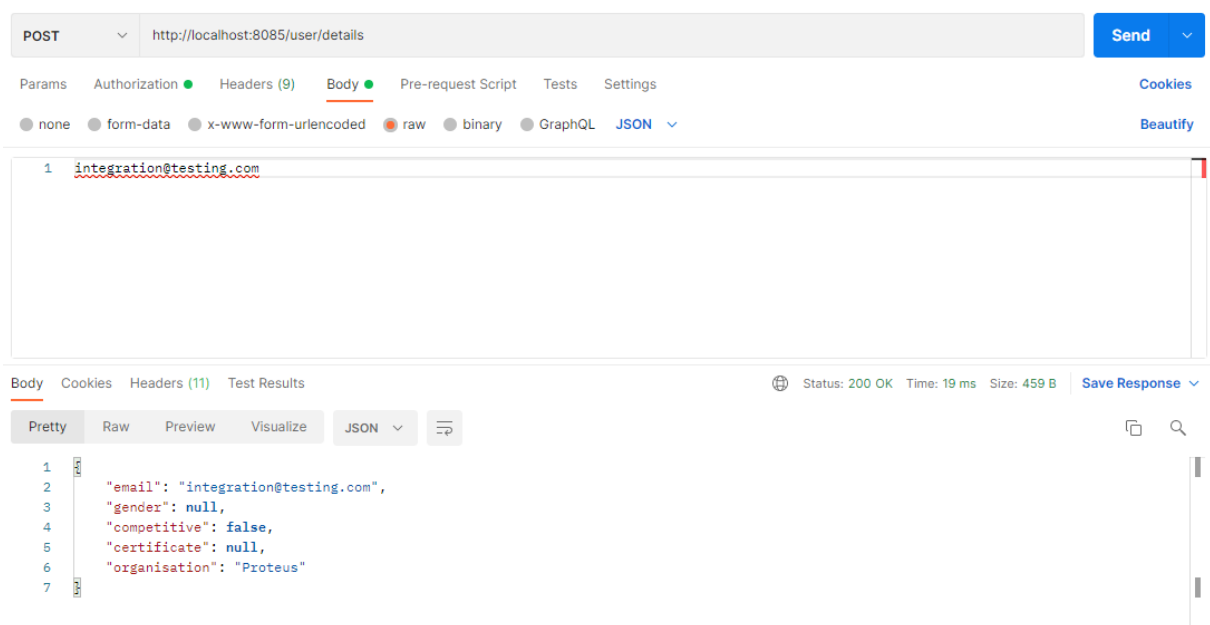 POST http://localhost:8085/user/details Send
Params Authorization Headers (9) Body Pre-request Script Tests Settings Cookies
none form-data x-www-form-urlencoded raw binary GraphQL JSON Beautify
1 integration@testing.com
Body Cookies Headers (11) Test Results Status: 200 OK Time: 19 ms Size: 459 B Save Response
Pretty Raw Preview Visualize JSON
1 {
2 "email": "integration@testing.com",
3 "gender": null,
4 "competitive": false,
5 "certificate": null,
6 "organisation": "Proteus"
7 }